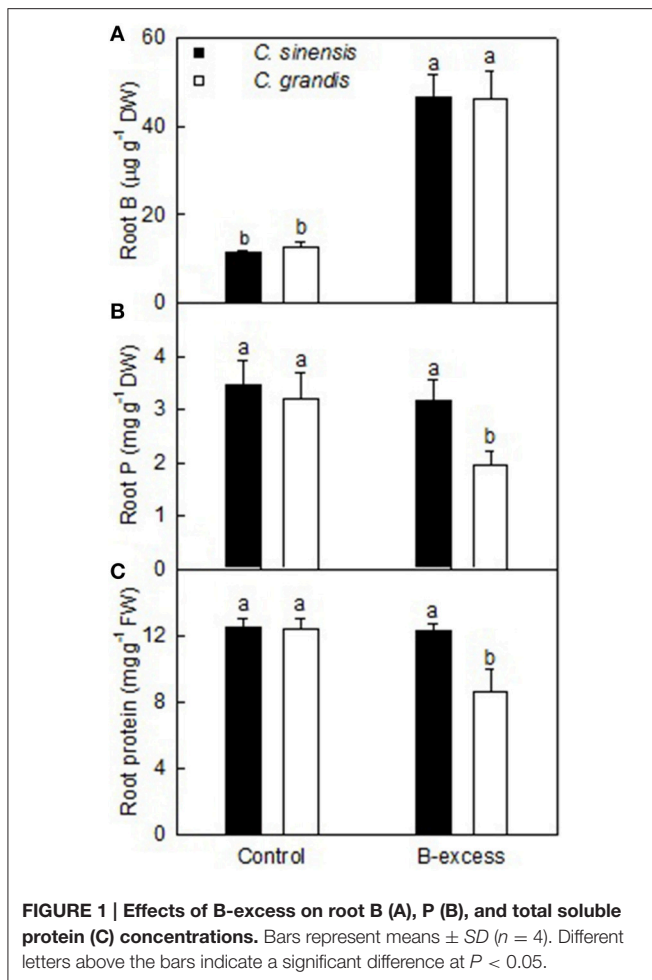 A
60
C. sinensis
C. grandis
a a
40
Root B (µg g⁻¹ DW)
20
b b
0
B
4
a a a
3
Root P (mg g⁻¹ DW)
b
2
1
0
C
a a a
12
Root protein (mg g⁻¹ FW)
b
8
4
0
Control B-excess
FIGURE 1 | Effects of B-excess on root B (A), P (B), and total soluble
protein (C) concentrations. Bars represent means ± SD (n = 4). Different
letters above the bars indicate a significant difference at P < 0.05.